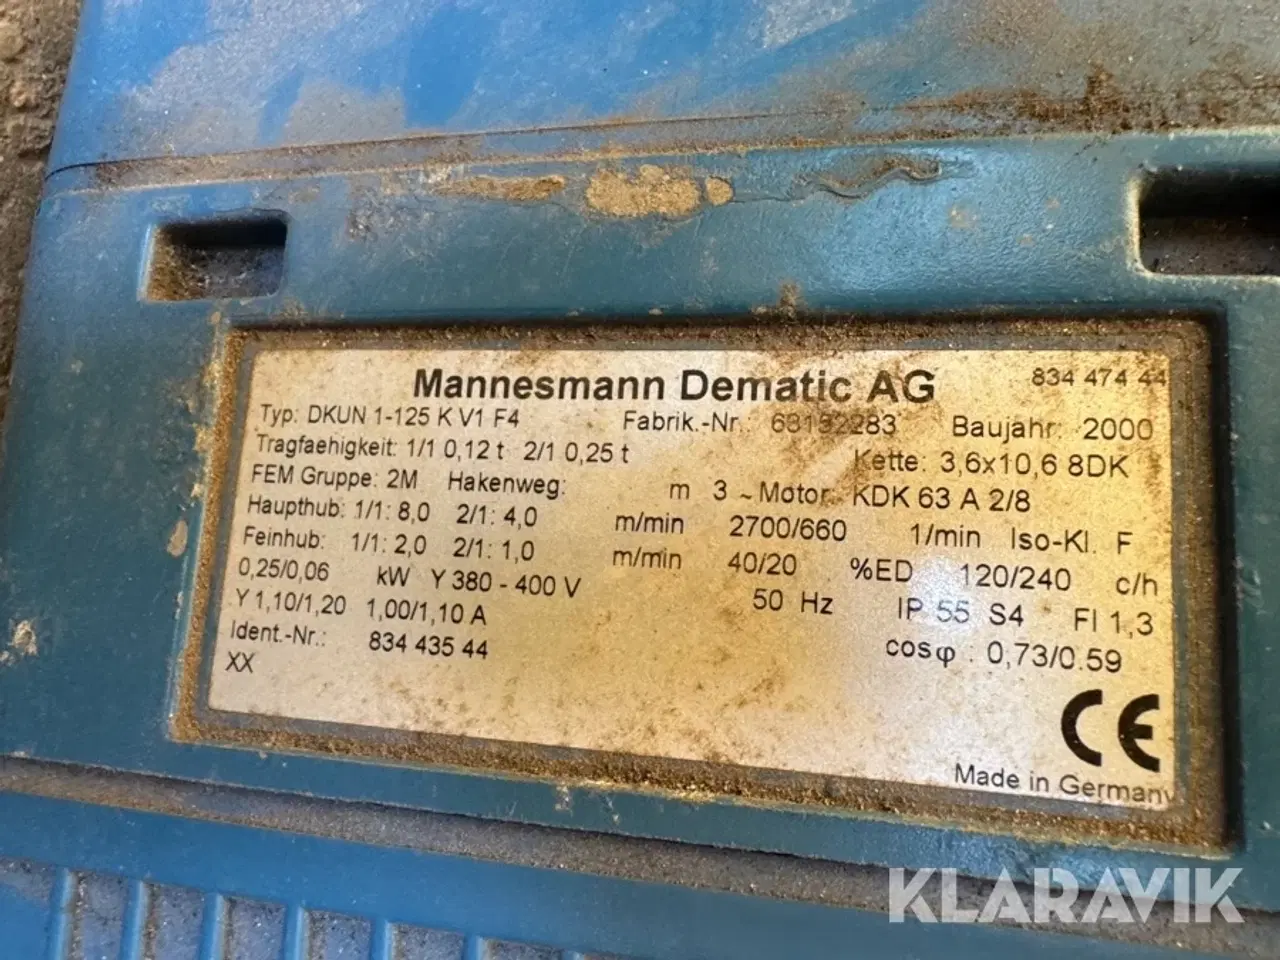 Mannesmann Dematic AG 834 474 44
Typ: DKUN 1-125 K V1 F4 Fabrik.-Nr.: 68192283 Baujahr: 2000
Tragfaehigkeit: 1/1 0,12 t 2/1 0,25 t Kette: 3,6x10,6 8DK
FEM Gruppe: 2M Hakenweg: m 3 ~ Motor: KDK 63 A 2/8
Haupthub: 1/1: 8,0 2/1: 4,0 m/min 2700/660 1/min Iso-Kl. F
Feinhub: 1/1: 2,0 2/1: 1,0 m/min 40/20 %ED 120/240 c/h
0,25/0,06 kW Y 380 - 400 V 50 Hz IP 55 S4 FI 1,3
Y 1,10/1,20 1,00/1,10 A cosφ : 0,73/0.59
Ident.-Nr.: 834 435 44
XX
CE
Made in Germany
KLARAVIK